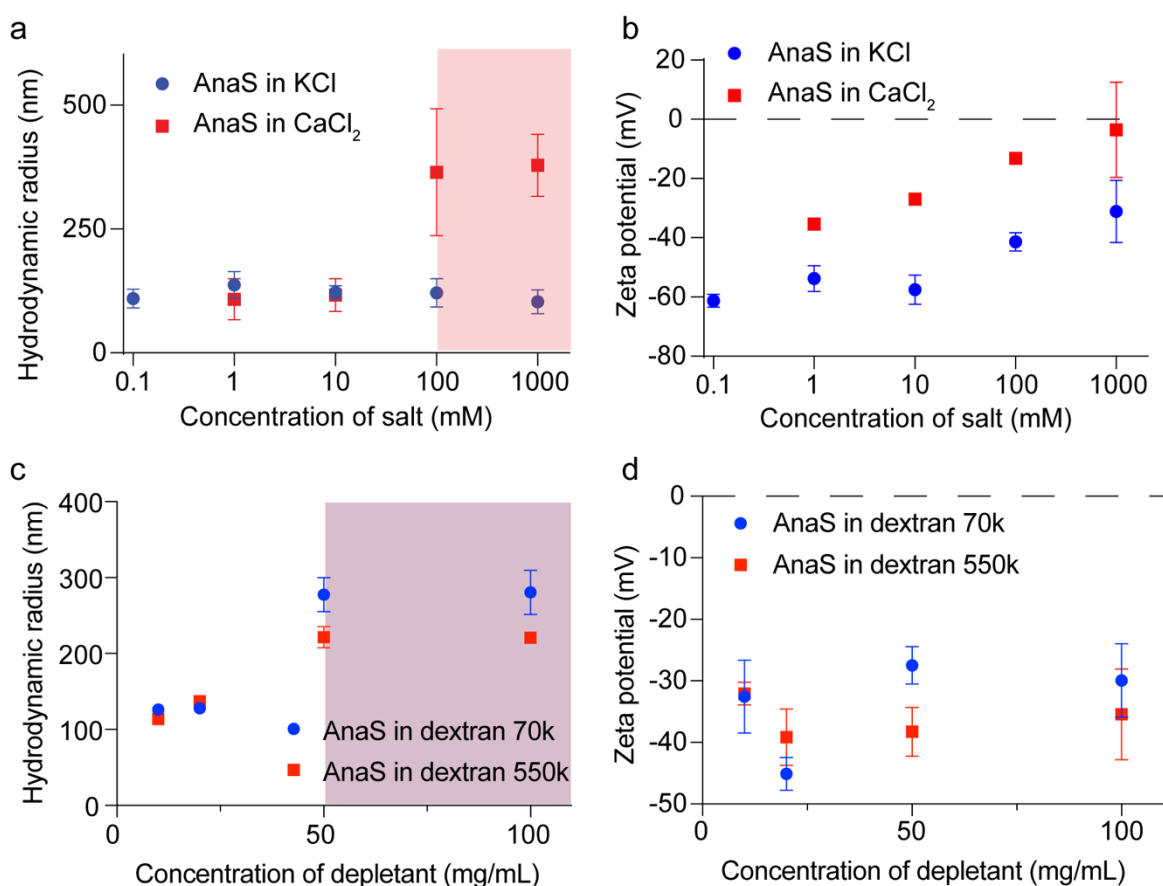 a
Hydrodynamic radius (nm)
500
250
0
AnaS in KCl
AnaS in CaCl₂
0.1 1 10 100 1000
Concentration of salt (mM)
b
Zeta potential (mV)
20
0
-20
-40
-60
-80
AnaS in KCl
AnaS in CaCl₂
0.1 1 10 100 1000
Concentration of salt (mM)
c
Hydrodynamic radius (nm)
400
300
200
100
0
AnaS in dextran 70k
AnaS in dextran 550k
0 50 100
Concentration of depletant (mg/mL)
d
Zeta potential (mV)
0
-10
-20
-30
-40
-50
AnaS in dextran 70k
AnaS in dextran 550k
0 50 100
Concentration of depletant (mg/mL)